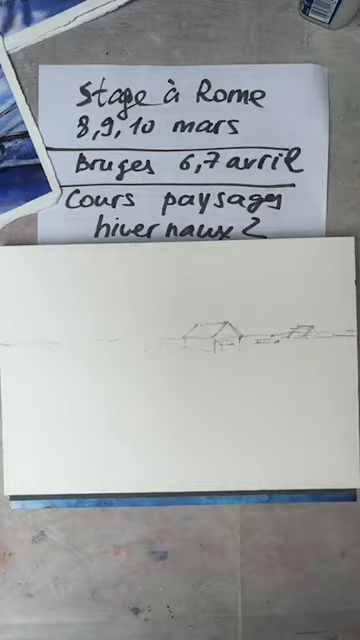 Stage à Rome
8,9,10 mars
Bruges 6,7 avril
Cours paysages
hivernaux 2